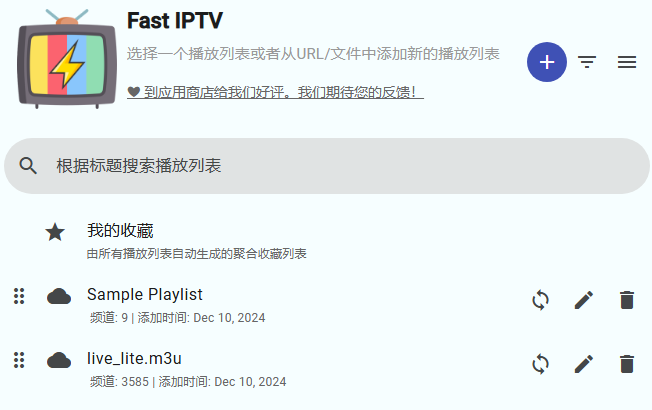 Fast IPTV
选择一个播放列表或者从URL/文件中添加新的播放列表
到应用商店给我们好评。我们期待您的反馈！
根据标题搜索播放列表
我的收藏
由所有播放列表自动生成的聚合收藏列表
Sample Playlist
频道: 9 | 添加时间: Dec 10, 2024
live_lite.m3u
频道: 3585 | 添加时间: Dec 10, 2024